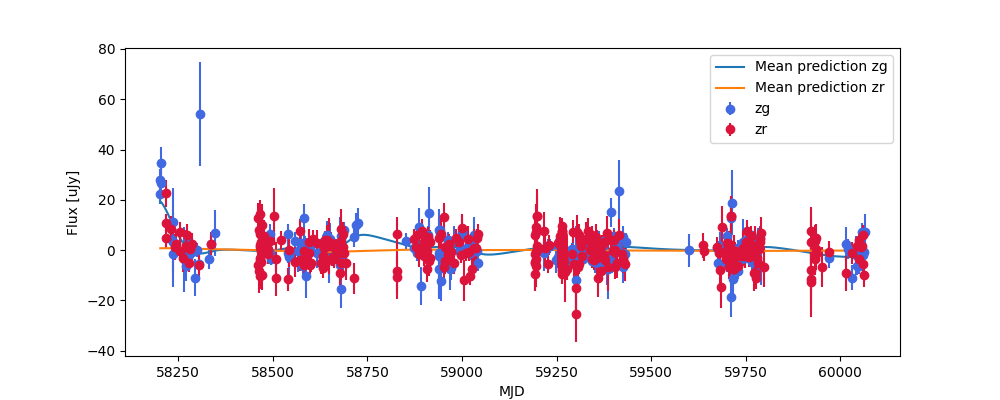 80
60
40
20
0
−20
−40
Flux [uJy]
58250
58500
58750
59000
59250
59500
59750
60000
MJD
Mean prediction zg
Mean prediction zr
zg
zr